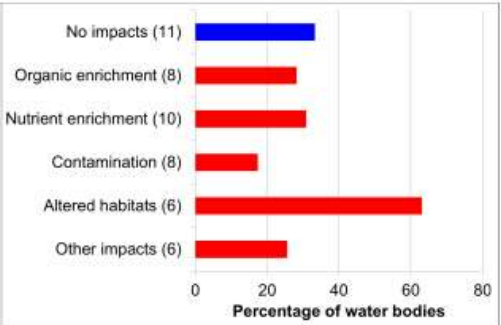 No impacts (11)
Organic enrichment (8)
Nutrient enrichment (10)
Contamination (8)
Altered habitats (6)
Other impacts (6)
0 20 40 60 80
Percentage of water bodies